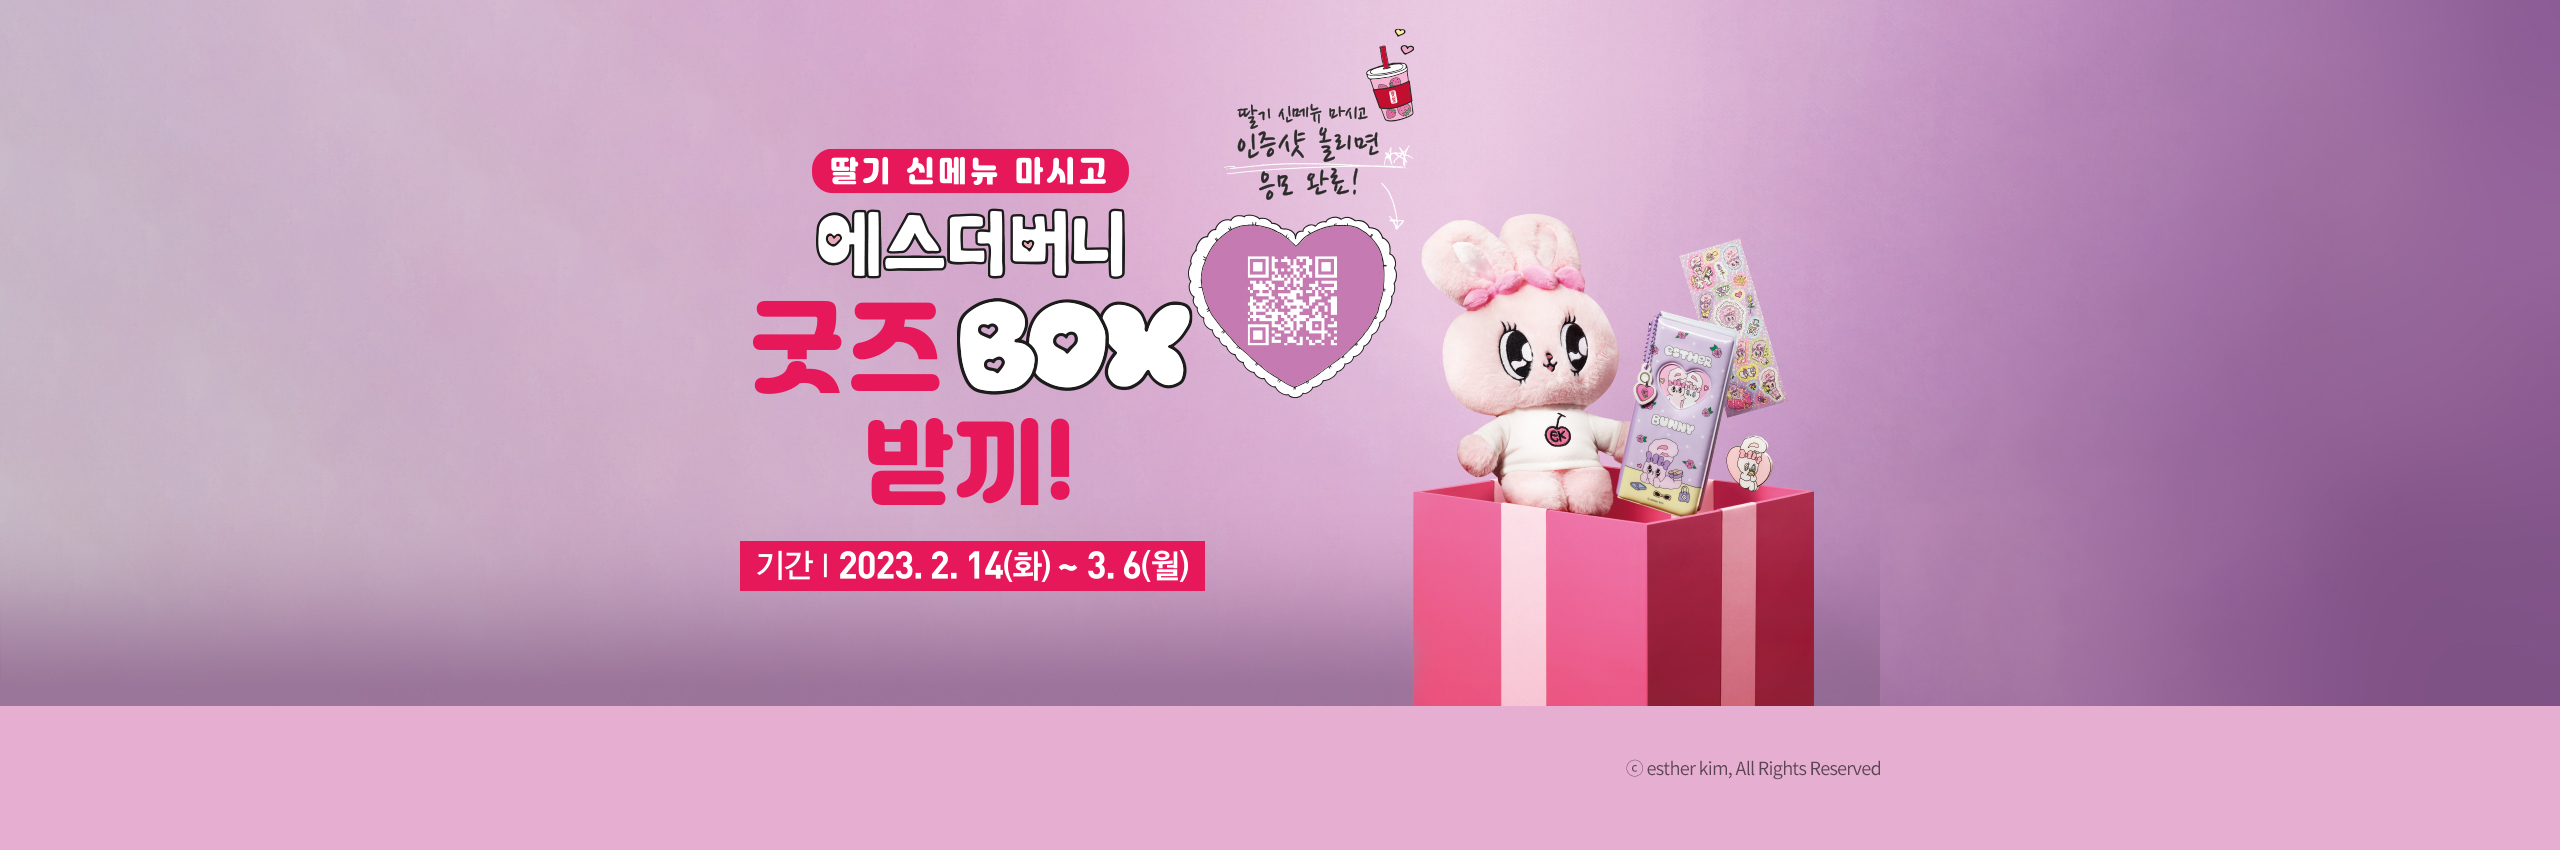 딸기 신메뉴 마시고
에스더버니
굿즈 BOX
받끼!
기간 | 2023. 2. 14(화) ~ 3. 6(월)
딸기 신메뉴 마시고
인증샷 올리면
응모 완료!
ESTHER
BUNNY
EK
ⓒ esther kim, All Rights Reserved